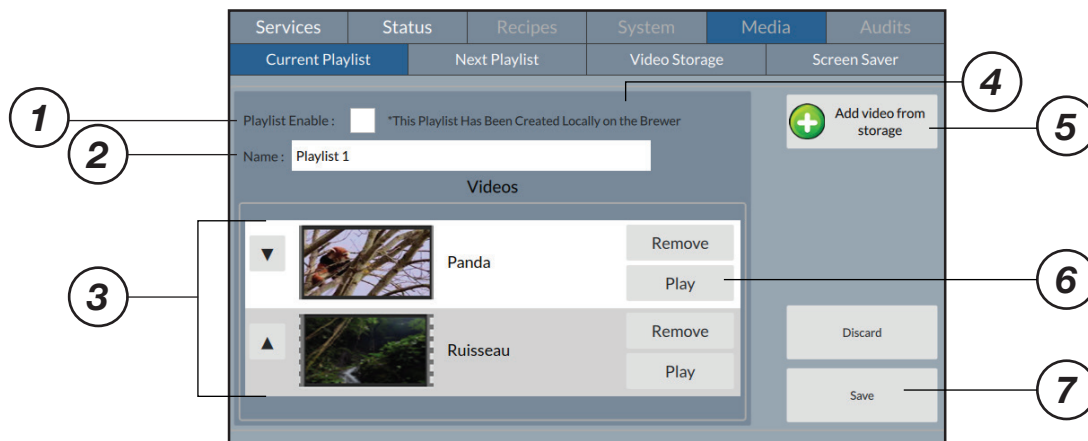 Services Status Recipes System Media Audits
Current Playlist Next Playlist Video Storage Screen Saver
4
1
Playlist Enable : *This Playlist Has Been Created Locally on the Brewer
Add video from
storage
5
2
Name : Playlist 1
Videos
3
▼
Panda
Remove
Play
6
▲
Ruisseau
Remove
Play
Discard
Save
7